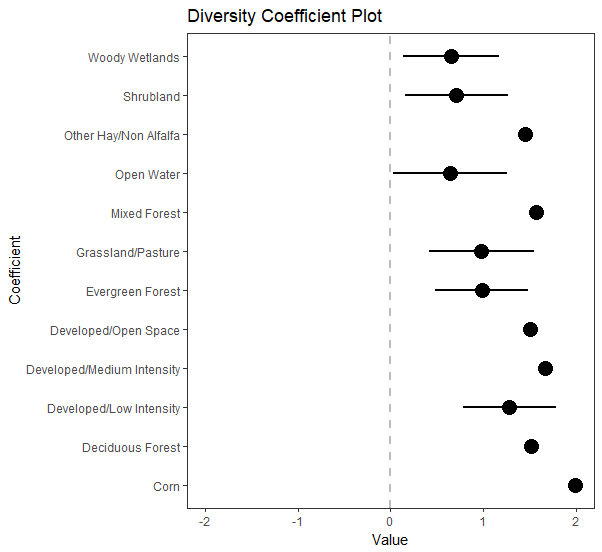 Diversity Coefficient Plot
Coefficient
Woody Wetlands
Shrubland
Other Hay/Non Alfalfa
Open Water
Mixed Forest
Grassland/Pasture
Evergreen Forest
Developed/Open Space
Developed/Medium Intensity
Developed/Low Intensity
Deciduous Forest
Corn
-2 -1 0 1 2
Value